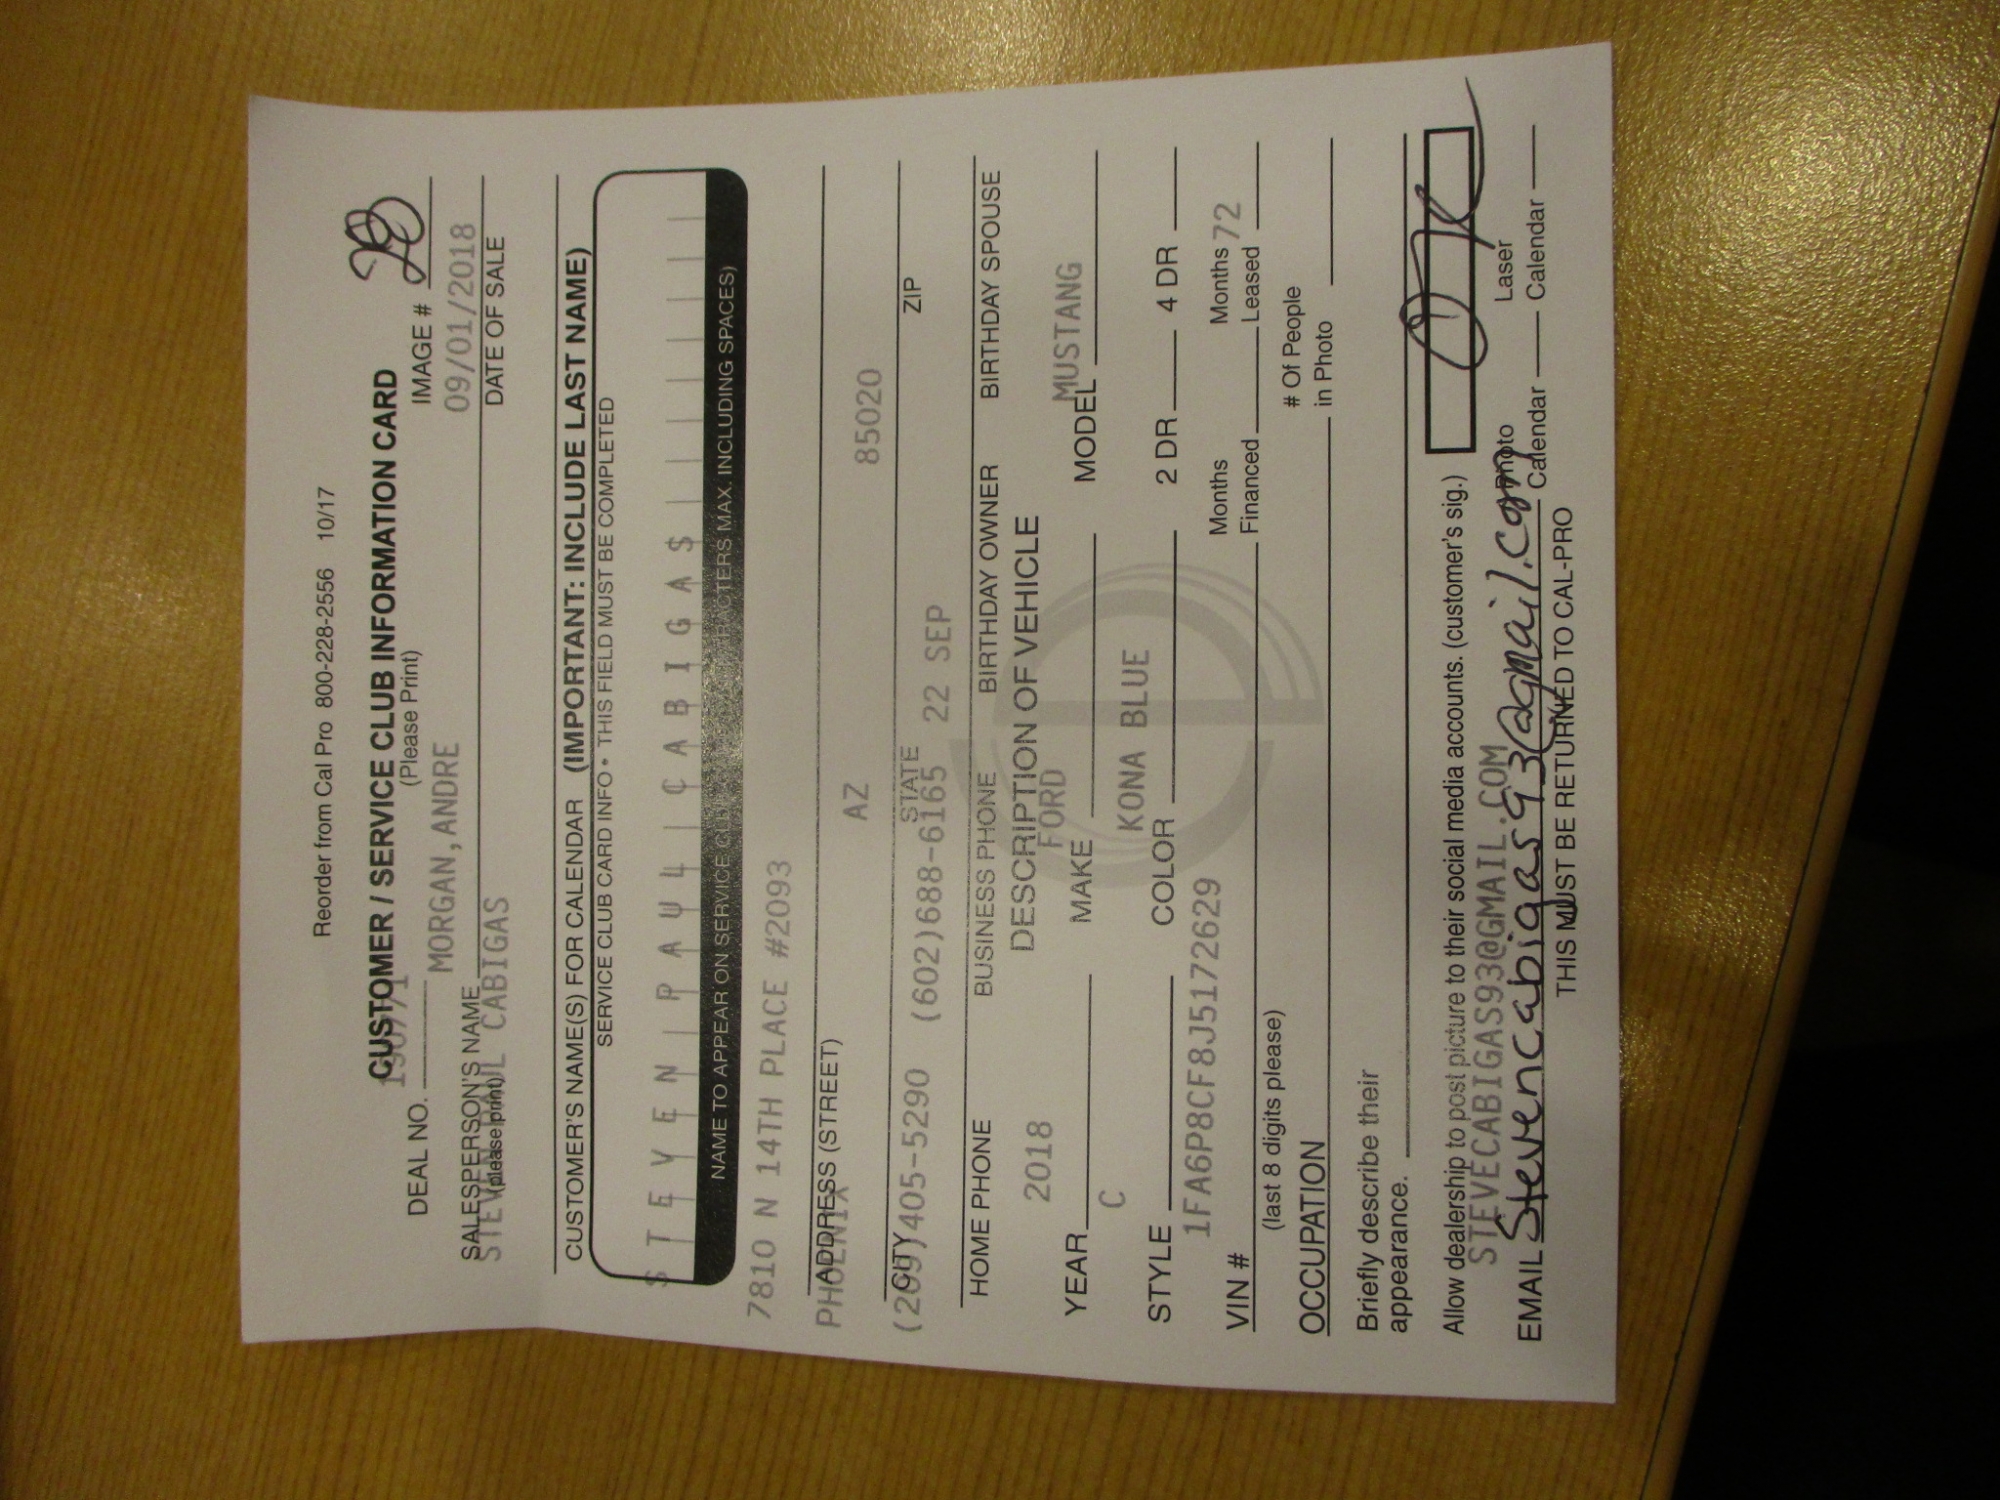 Reorder from Cal Pro 800-228-2556 10/17
CUSTOMER / SERVICE CLUB INFORMATION CARD
(Please Print)
DEAL NO. IMAGE # 20
MORGAN,ANDRE 09/01/2018
SALESPERSON'S NAME DATE OF SALE
(please print)
STEVEN PAUL CABIGAS
CUSTOMER'S NAME(S) FOR CALENDAR (IMPORTANT: INCLUDE LAST NAME)
SERVICE CLUB CARD INFO • THIS FIELD MUST BE COMPLETED
STEVEN PAUL CABIGAS
NAME TO APPEAR ON SERVICE MAX. INCLUDING SPACES)
7810 N 14TH PLACE #2093
ADDRESS (STREET)
PHOENIX AZ 85020
CITY STATE ZIP
405-5290 (602)688-6165 22 SEP
HOME PHONE BUSINESS PHONE BIRTHDAY OWNER BIRTHDAY SPOUSE
DESCRIPTION OF VEHICLE
2018 FORD MUSTANG
YEAR MAKE MODEL
C KONA BLUE
STYLE COLOR 2 DR 4 DR
1FA6P8CF8J5172629
VIN # Months Financed Months Leased 72
(last 8 digits please)
OCCUPATION # Of People in Photo
Briefly describe their
appearance.
Allow dealership to post picture to their social media accounts. (customer's sig.)
STEVECABIGAS93@GMAIL.COM
EMAIL Stevencabigas93@gmail.com Photo Calendar Laser Calendar
THIS MUST BE RETURNED TO CAL-PRO